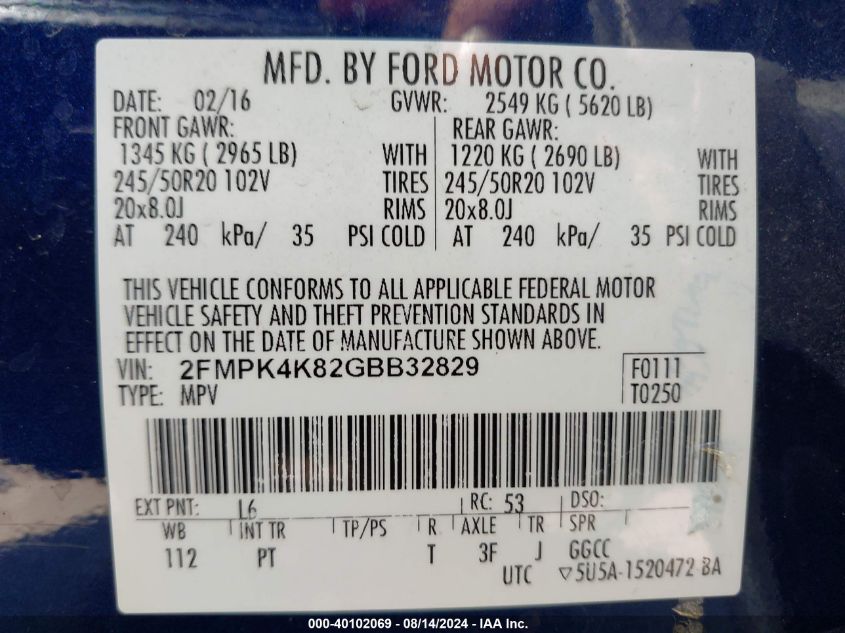 MFD. BY FORD MOTOR CO.
DATE: 02/16 GVWR: 2549 KG ( 5620 LB)
FRONT GAWR: REAR GAWR:
1345 KG ( 2965 LB) WITH 1220 KG ( 2690 LB) WITH
245/50R20 102V TIRES 245/50R20 102V TIRES
20x8.0J RIMS 20x8.0J RIMS
AT 240 kPa/ 35 PSI COLD AT 240 kPa/ 35 PSI COLD
THIS VEHICLE CONFORMS TO ALL APPLICABLE FEDERAL MOTOR
VEHICLE SAFETY AND THEFT PREVENTION STANDARDS IN
EFFECT ON THE DATE OF MANUFACTURE SHOWN ABOVE.
VIN: 2FMPK4K82GBB32829 F0111
TYPE: MPV T0250
EXT PNT: L6 RC: 53 DSO:
WB INT TR TP/PS R AXLE TR SPR
112 PT T 3F J GGCC
UTC ▽5U5A-1520472-BA
000-40102069 - 08/14/2024 - IAA Inc.